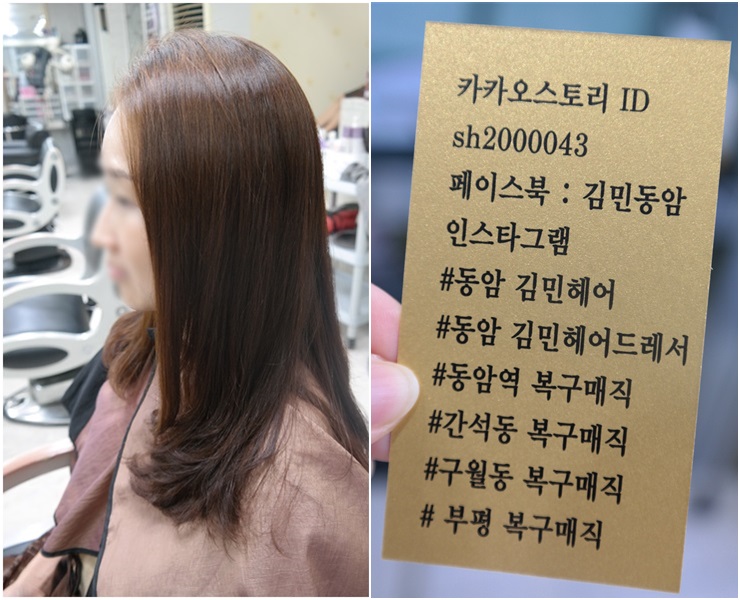 카카오스토리 ID
sh2000043
페이스북 : 김민동암
인스타그램
#동암 김민헤어
#동암 김민헤어드레서
#동암역 복구매직
#간석동 복구매직
#구월동 복구매직
# 부평 복구매직